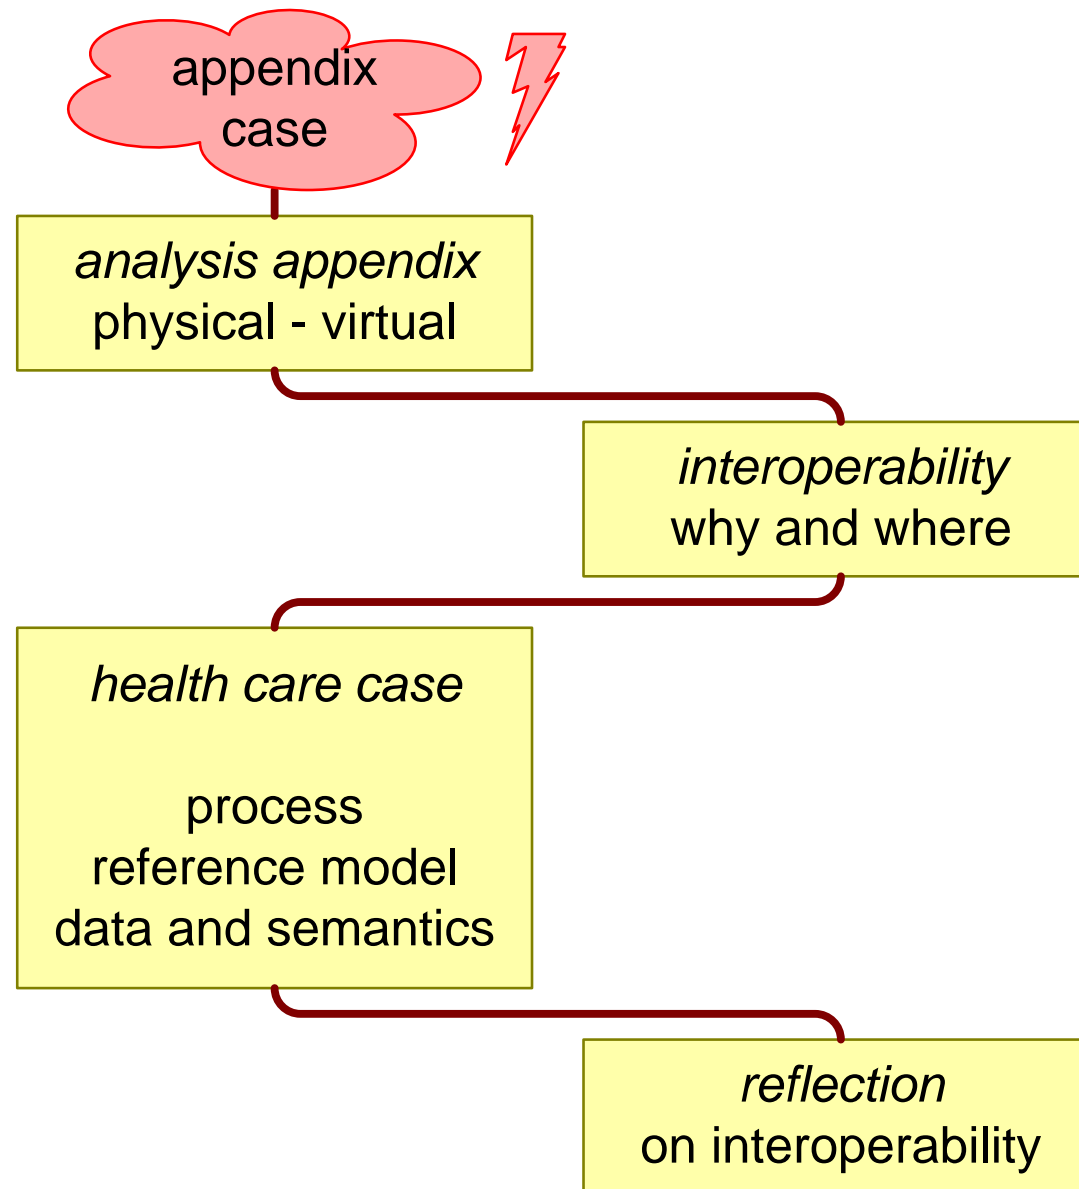 appendix
case
analysis appendix
physical - virtual
interoperability
why and where
health care case
process
reference model
data and semantics
reflection
on interoperability